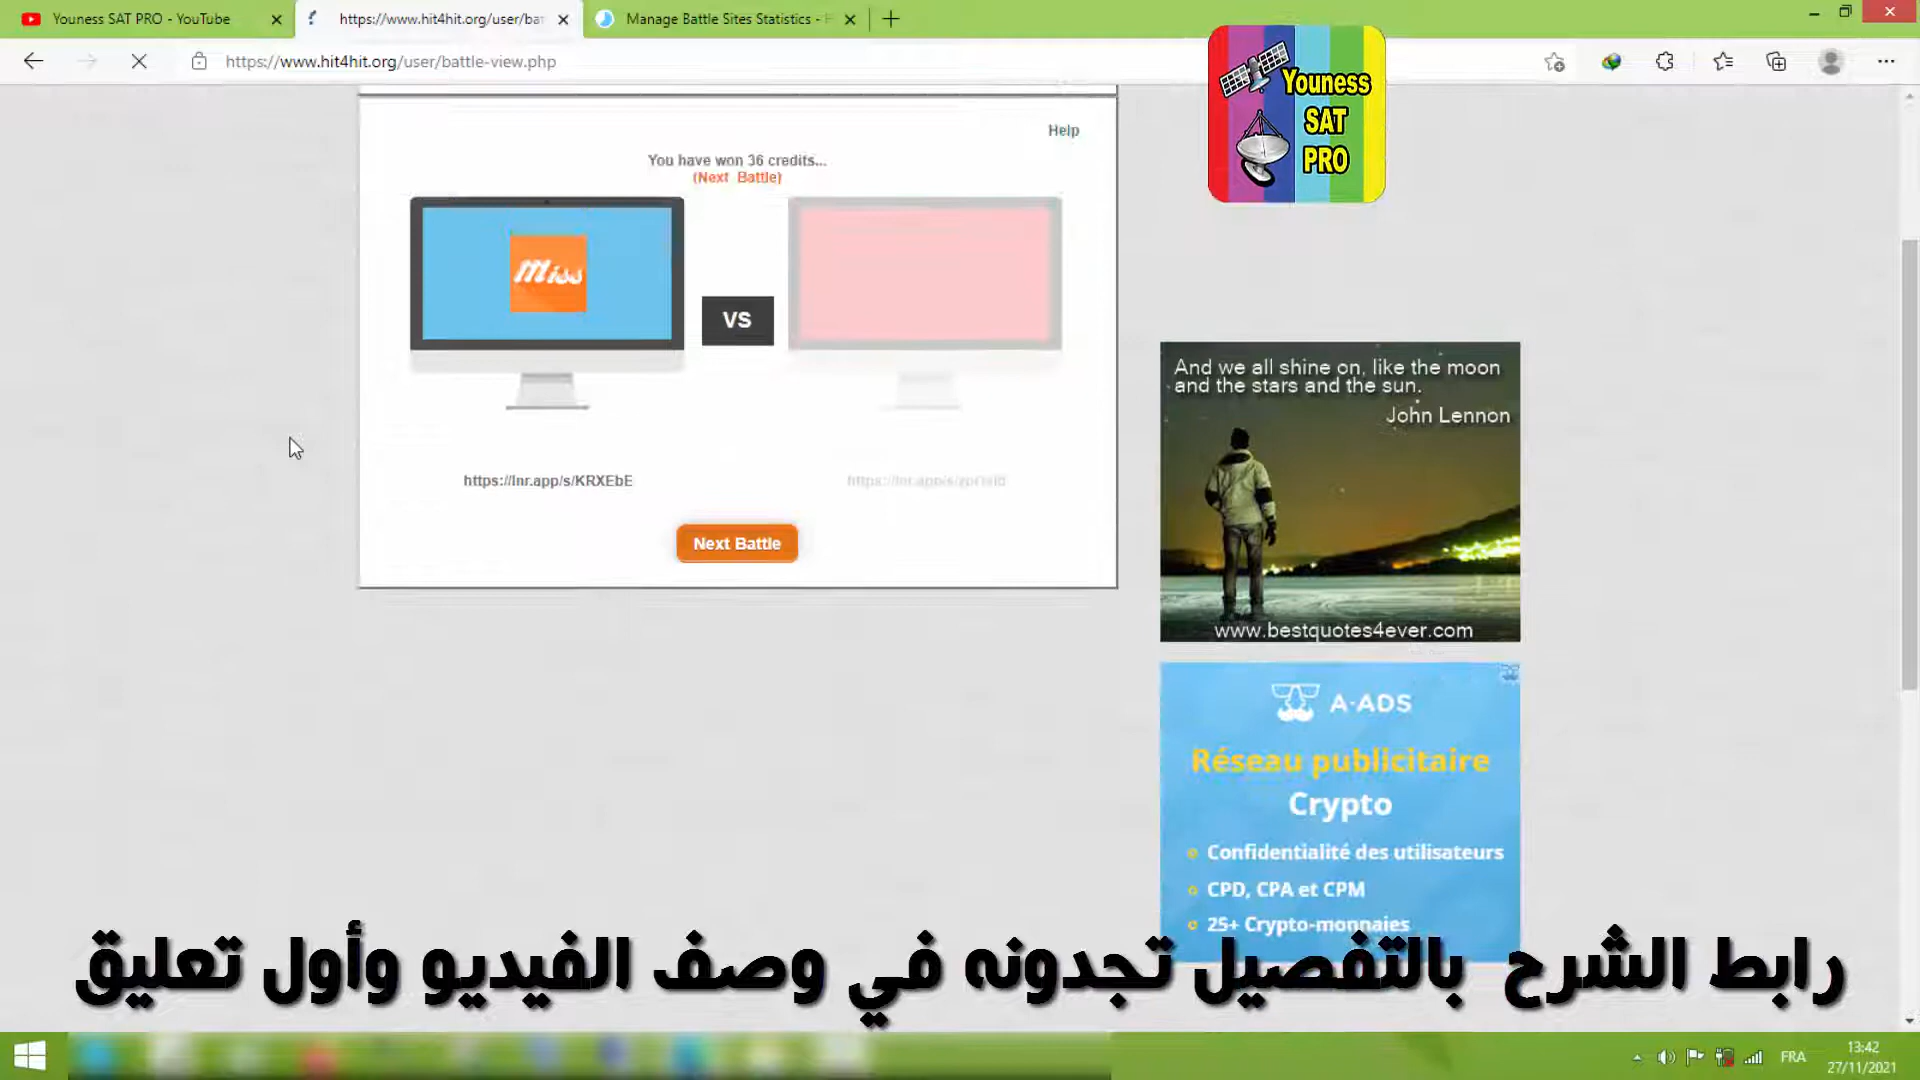 Youness SAT PRO - YouTube
https://www.hit4hit.org/user/bat
Manage Battle Sites Statistics -
https://www.hit4hit.org/user/battle-view.php
Youness
SAT
PRO
Help
You have won 36 credits...
(Next Battle)
Miss
VS
https://lnr.app/s/KRXEbE
Next Battle
And we all shine on, like the moon
and the stars and the sun.
John Lennon
www.bestquotes4ever.com
A-ADS
Réseau publicitaire
Crypto
Confidentialité des utilisateurs
CPD, CPA et CPM
25+ Crypto-monnaies
رابط الشرح بالتفصيل تجدونه في وصف الفيديو وأول تعليق
FRA
13:42
27/11/2021